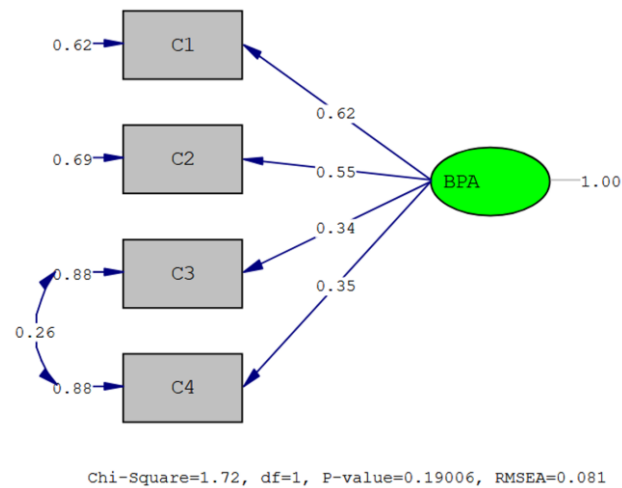 0.62
C1
0.62
0.69
C2
0.55
BPA
1.00
0.34
0.88
C3
0.35
0.26
0.88
C4
Chi-Square=1.72, df=1, P-value=0.19006, RMSEA=0.081